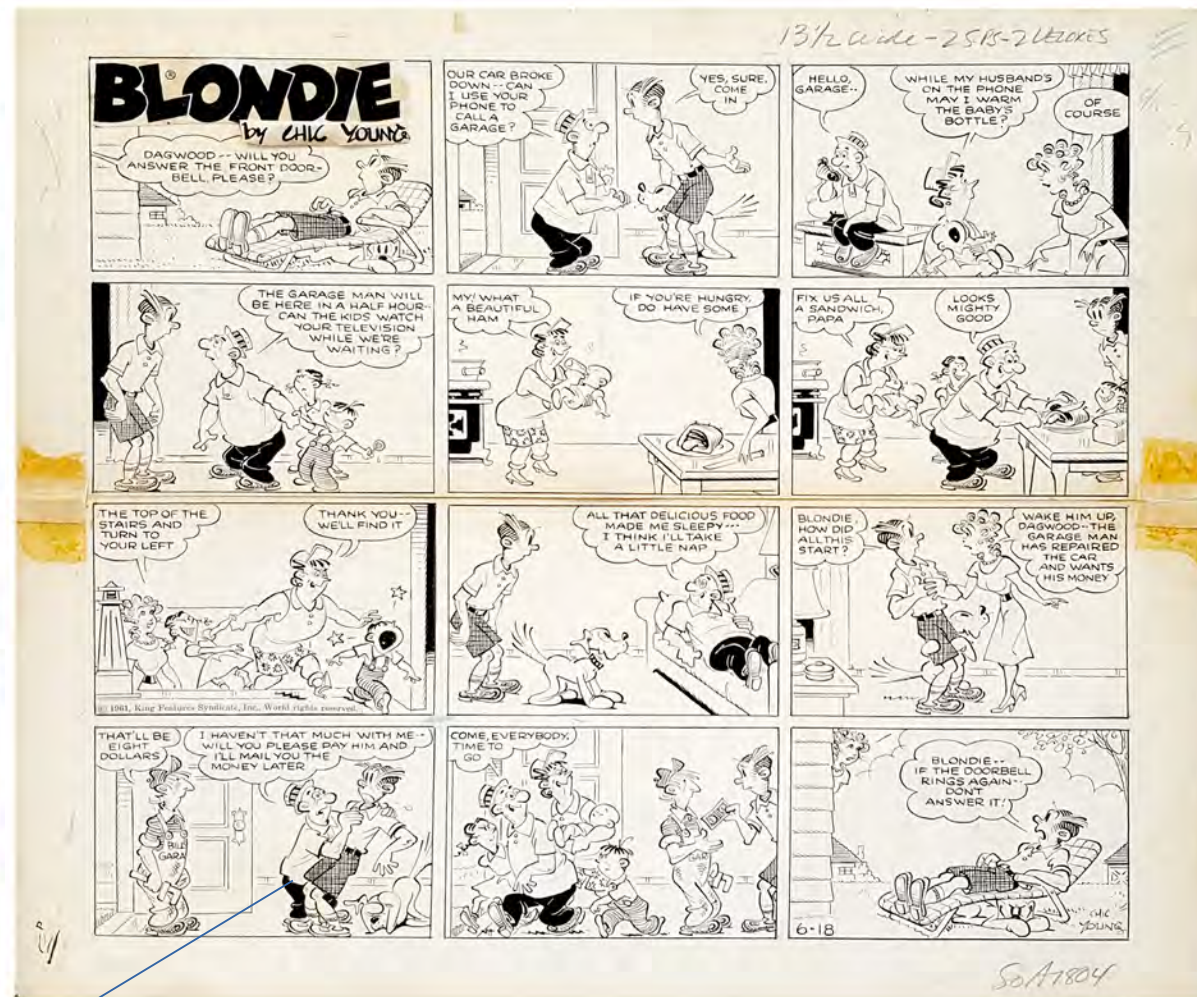 13 1/2 wide - 2 SPS - 2 VELOXES
BLONDIE
by CHIC YOUNG
DAGWOOD -- WILL YOU
ANSWER THE FRONT DOOR-
BELL, PLEASE?
OUR CAR BROKE
DOWN -- CAN
I USE YOUR
PHONE TO
CALL A
GARAGE?
YES, SURE,
COME
IN
HELLO,
GARAGE--
WHILE MY HUSBAND'S
ON THE PHONE
MAY I WARM
THE BABY'S
BOTTLE?
OF
COURSE
THE GARAGE MAN WILL
BE HERE IN A HALF HOUR--
CAN THE KIDS WATCH
YOUR TELEVISION
WHILE WE'RE
WAITING?
MY! WHAT
A BEAUTIFUL
HAM
IF YOU'RE HUNGRY,
DO HAVE SOME
FIX US ALL
A SANDWICH,
PAPA
LOOKS
MIGHTY
GOOD
THE TOP OF THE
STAIRS AND
TURN TO
YOUR LEFT
THANK YOU--
WE'LL FIND IT
© 1961, King Features Syndicate, Inc., World rights reserved.
ALL THAT DELICIOUS FOOD
MADE ME SLEEPY---
I THINK I'LL TAKE
A LITTLE NAP
BLONDIE,
HOW DID
ALL THIS
START?
WAKE HIM UP,
DAGWOOD--THE
GARAGE MAN
HAS REPAIRED
THE CAR
AND WANTS
HIS MONEY
THAT'LL BE
EIGHT
DOLLARS
I HAVEN'T THAT MUCH WITH ME--
WILL YOU PLEASE PAY HIM AND
I'LL MAIL YOU THE
MONEY LATER
BILL
GARA
COME, EVERYBODY,
TIME TO
GO
GAR
BLONDIE--
IF THE DOORBELL
RINGS AGAIN--
DON'T
ANSWER IT!
6-18
CHIC
YOUNG